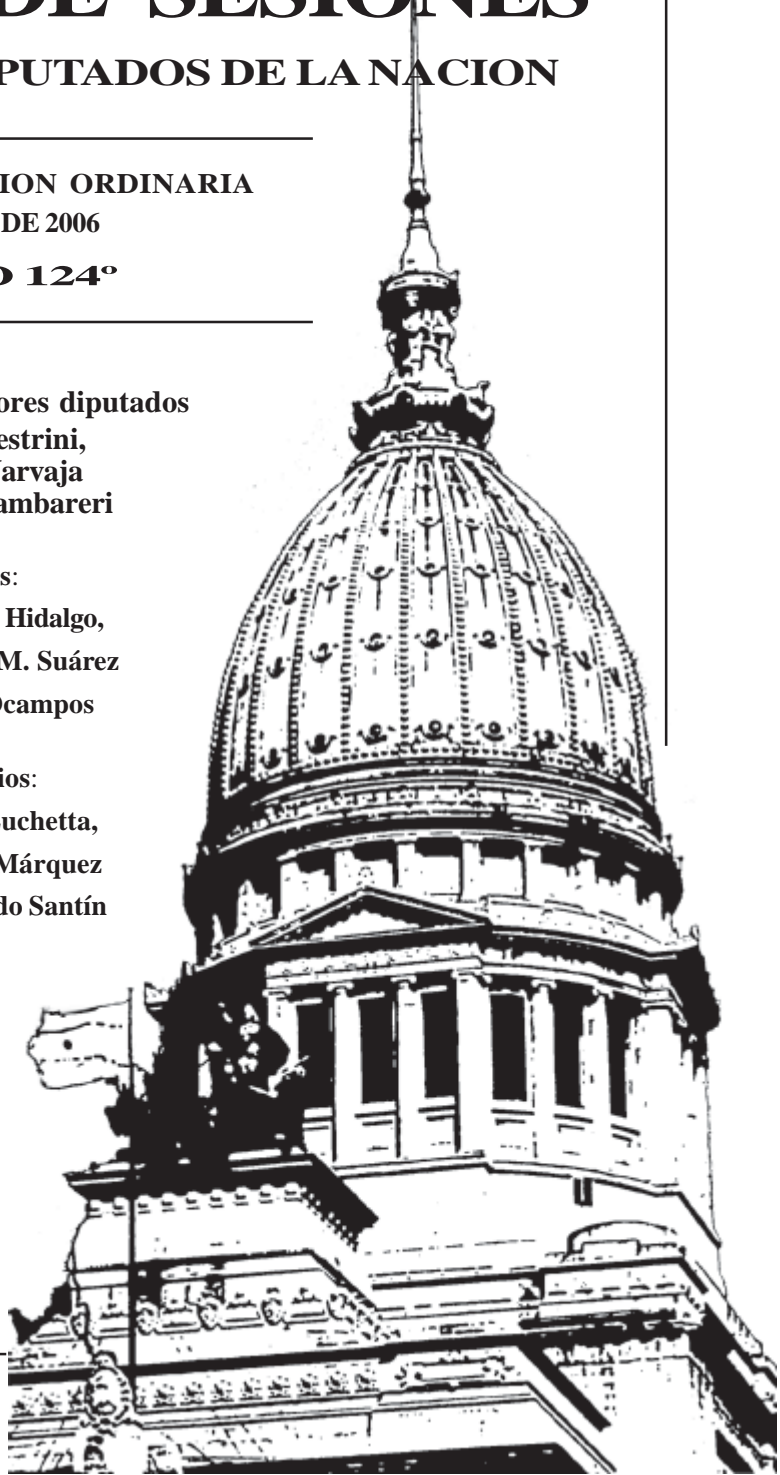 DE SESIONES
PUTADOS DE LA NACION
ION ORDINARIA
DE 2006
O 124º
ores diputados
estrini,
arvaja
ambareri
s:
Hidalgo,
M. Suárez
Ocampos
ios:
uchetta,
Márquez
do Santín